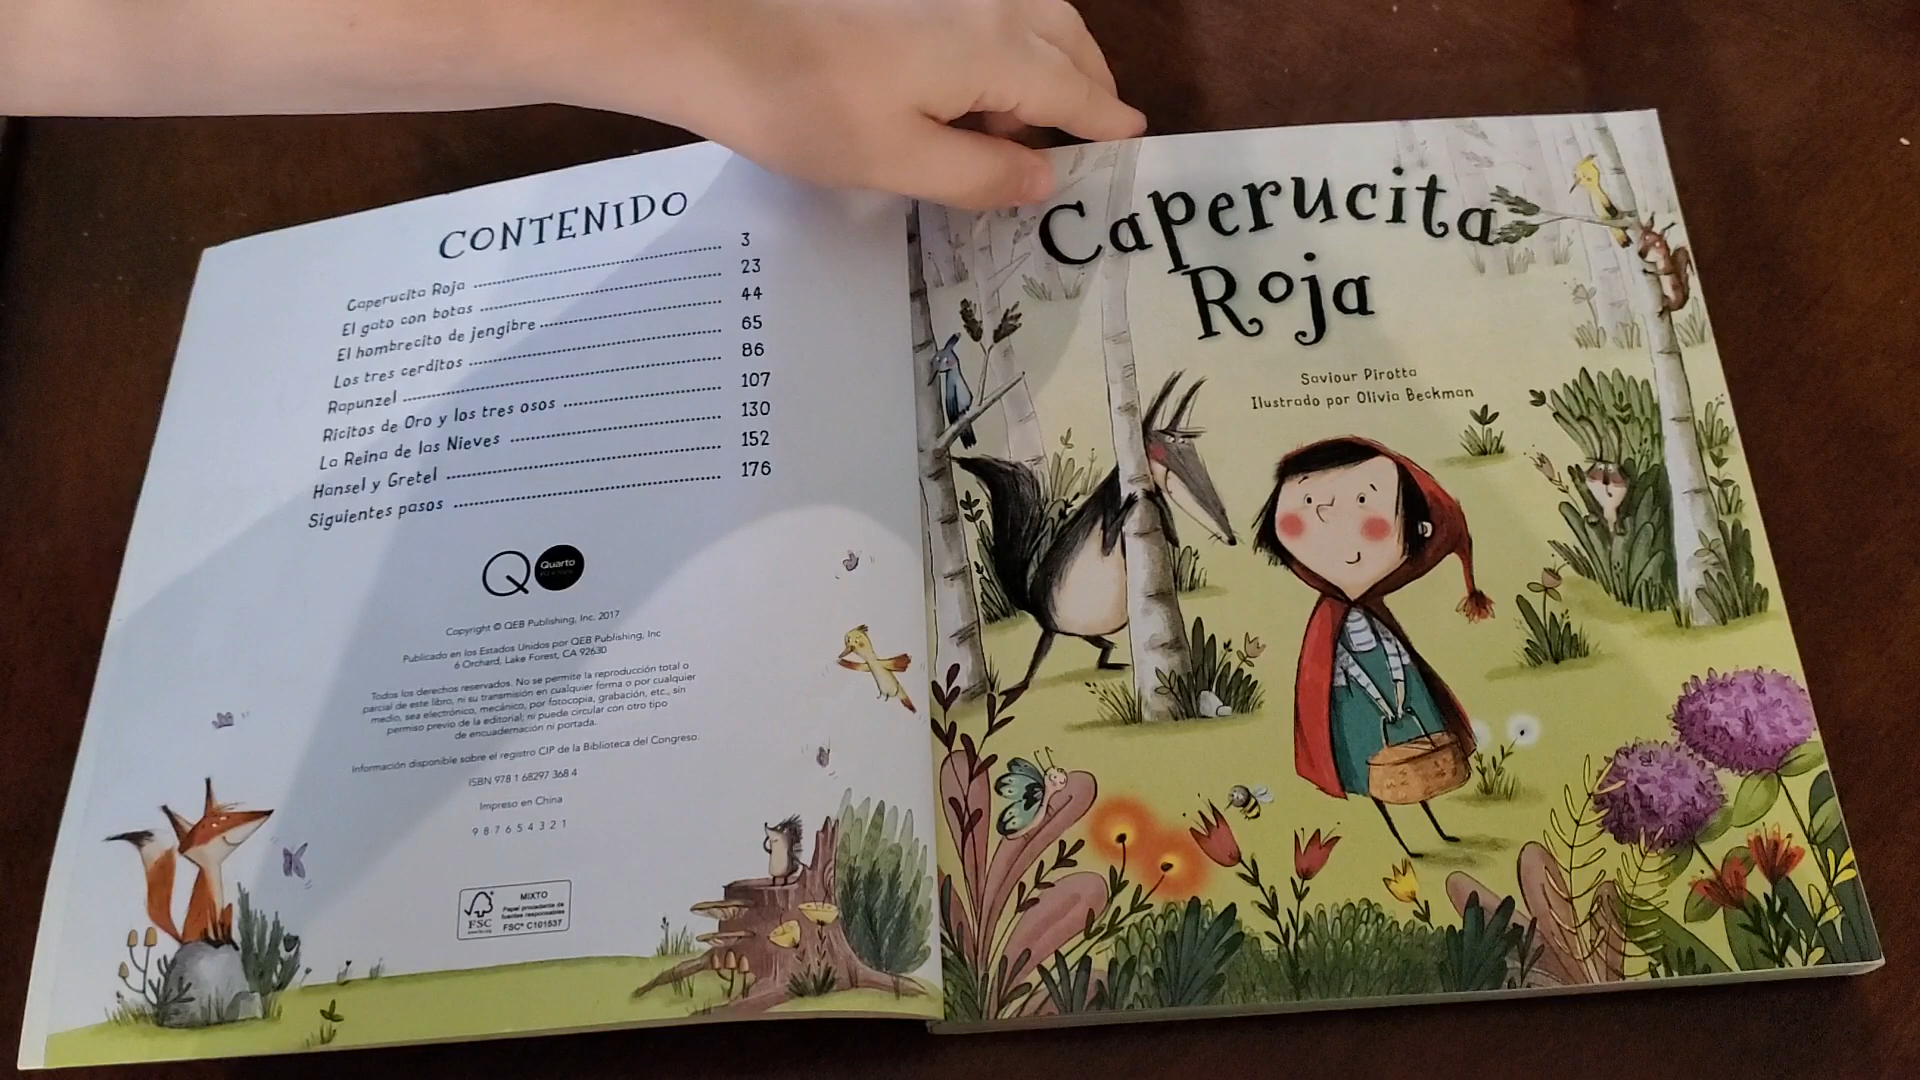 CONTENIDO
Caperucita Roja ........ 3
El gato con botas ........ 23
El hombrecito de jengibre ........ 44
Los tres cerditos ........ 65
Rapunzel ........ 86
Ricitos de Oro y los tres osos ........ 107
La Reina de las Nieves ........ 130
Hansel y Gretel ........ 152
Siguientes pasos ........ 176
Q Quarto
Copyright © QEB Publishing, Inc. 2017
Publicado en los Estados Unidos por QEB Publishing, Inc
6 Orchard, Lake Forest, CA 92630
Todos los derechos reservados. No se permite la reproducción total o
parcial de este libro, ni su transmisión en cualquier forma o por cualquier
medio, sea electrónico, mecánico, por fotocopia, grabación, etc., sin
permiso previo de la editorial; ni puede circular con otro tipo
de encuadernación ni portada.
Información disponible sobre el registro CIP de la Biblioteca del Congreso.
ISBN 978 1 68297 368 4
Impreso en China
9 8 7 6 5 4 3 2 1
FSC
MIXTO
Papel procedente de
fuentes responsables
FSC® C101537
Caperucita
Roja
Saviour Pirotta
Ilustrado por Olivia Beckman